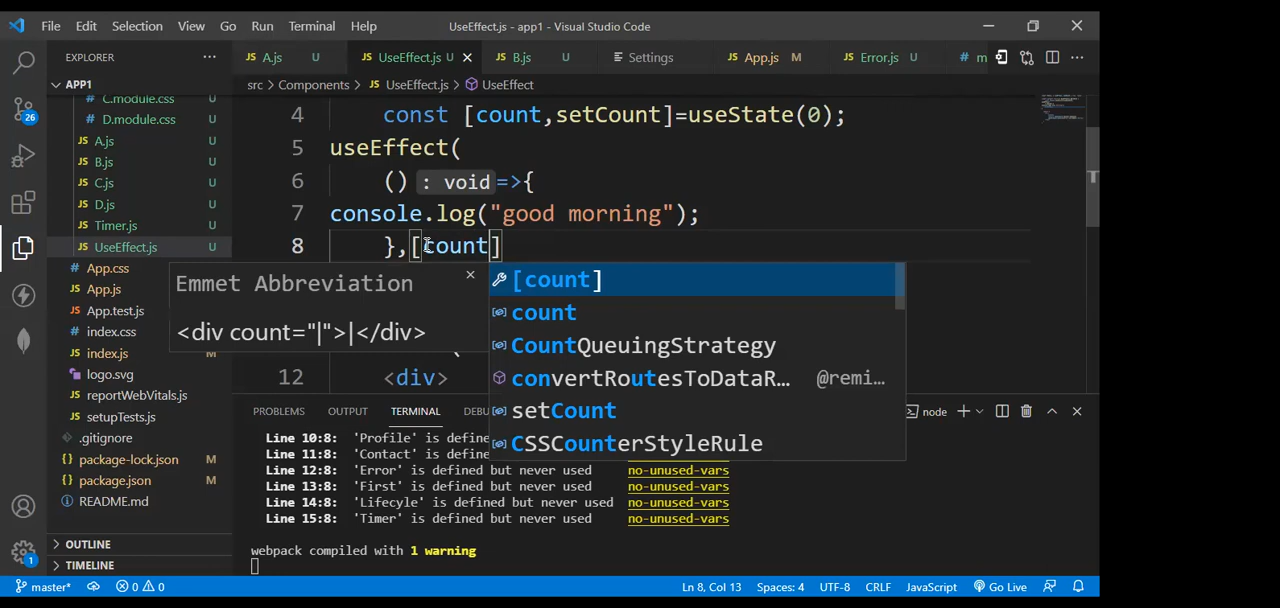 File Edit Selection View Go Run Terminal Help UseEffect.js - app1 - Visual Studio Code
EXPLORER
A.js U UseEffect.js U B.js U Settings App.js M Error.js U m
APP1
src > Components > UseEffect.js > UseEffect
C.module.css U
D.module.css U
A.js U
B.js U
C.js U
D.js U
Timer.js U
UseEffect.js U
App.css
App.js M
App.test.js
index.css
index.js M
logo.svg
reportWebVitals.js
setupTests.js
.gitignore
package-lock.json M
package.json M
README.md
OUTLINE
TIMELINE
26
1
4 const [count,setCount]=useState(0);
5 useEffect(
6 () : void =>{
7 console.log("good morning");
8 },[count]
Emmet Abbreviation
<div count="|">|</div>
[count]
count
CountQueuingStrategy
convertRoutesToDataR... @remi...
setCount
CSSCounterStyleRule
12 <div>
PROBLEMS OUTPUT TERMINAL DEBU node
Line 10:8: 'Profile' is define
Line 11:8: 'Contact' is define
Line 12:8: 'Error' is defined but never used no-unused-vars
Line 13:8: 'First' is defined but never used no-unused-vars
Line 14:8: 'Lifecyle' is defined but never used no-unused-vars
Line 15:8: 'Timer' is defined but never used no-unused-vars
webpack compiled with 1 warning
master* 0 0 Ln 8, Col 13 Spaces: 4 UTF-8 CRLF JavaScript Go Live